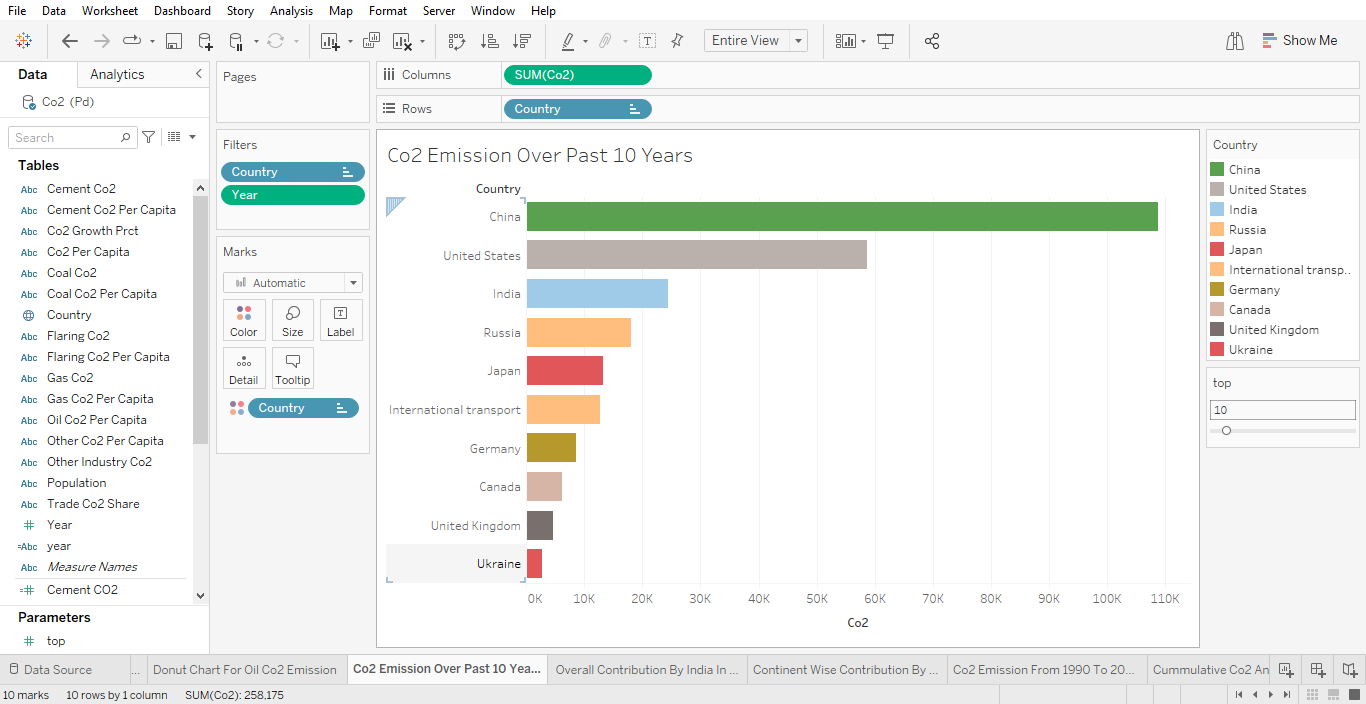 File Data Worksheet Dashboard Story Analysis Map Format Server Window Help
Entire View
Show Me
Data Analytics
Co2 (Pd)
Search
Tables
Abc Cement Co2
Abc Cement Co2 Per Capita
Abc Co2 Growth Prct
Abc Co2 Per Capita
Abc Coal Co2
Abc Coal Co2 Per Capita
Country
Abc Flaring Co2
Abc Flaring Co2 Per Capita
Abc Gas Co2
Abc Gas Co2 Per Capita
Abc Oil Co2 Per Capita
Abc Other Co2 Per Capita
Abc Other Industry Co2
Abc Population
Abc Trade Co2 Share
# Year
=Abc year
Abc Measure Names
=# Cement CO2
Parameters
# top
Pages
Filters
Country
Year
Marks
Automatic
Color Size Label
Detail Tooltip
Country
Columns SUM(Co2)
Rows Country
Co2 Emission Over Past 10 Years
Country
China
United States
India
Russia
Japan
International transport
Germany
Canada
United Kingdom
Ukraine
0K 10K 20K 30K 40K 50K 60K 70K 80K 90K 100K 110K
Co2
Country
China
United States
India
Russia
Japan
International transp..
Germany
Canada
United Kingdom
Ukraine
top
10
Data Source ... Donut Chart For Oil Co2 Emission Co2 Emission Over Past 10 Yea... Overall Contribution By India In ... Continent Wise Contribution By ... Co2 Emission From 1990 To 20... Cummulative Co2 An
10 marks 10 rows by 1 column SUM(Co2): 258,175